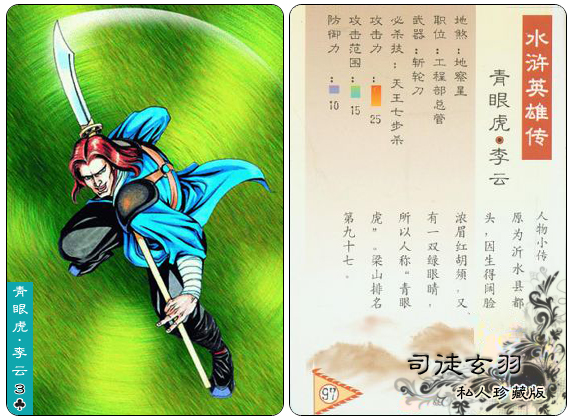 青眼虎·李云
3♣
水浒英雄传
青眼虎·李云
地煞：地察星
职位：工程部总管
武器：斩轮刀
必杀技：天王七步杀
攻击力：25
攻击范围：15
防御力：10
人物小传
原为沂水县都
头，因生得阔脸
浓眉红胡须，又
有一双绿眼睛，
所以人称“青眼
虎”。梁山排名
第九十七。
97
司徒玄羽
私人珍藏版